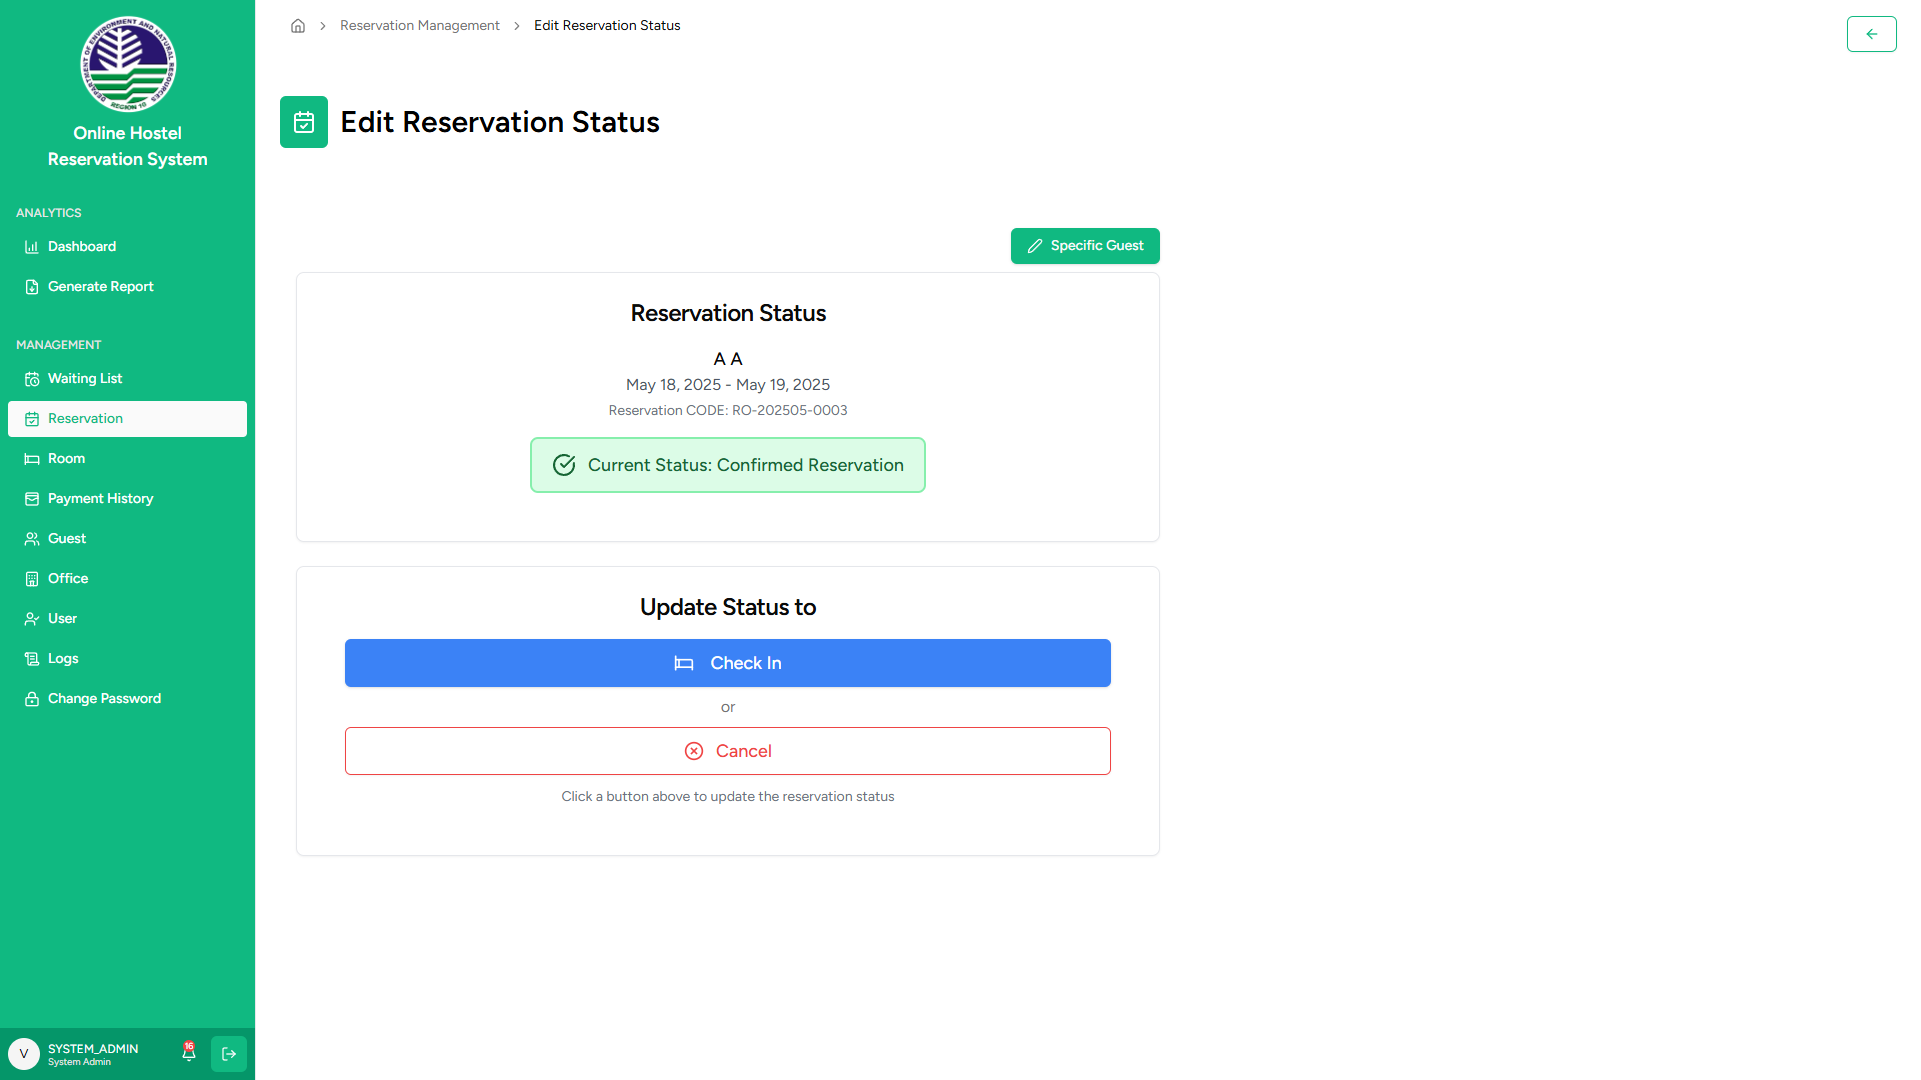 DEPARTMENT OF ENVIRONMENT AND NATURAL RESOURCES
REGION 10
Online Hostel
Reservation System
ANALYTICS
Dashboard
Generate Report
MANAGEMENT
Waiting List
Reservation
Room
Payment History
Guest
Office
User
Logs
Change Password
V
SYSTEM_ADMIN
System Admin
16
Reservation Management
Edit Reservation Status
Edit Reservation Status
Specific Guest
Reservation Status
A A
May 18, 2025 - May 19, 2025
Reservation CODE: RO-202505-0003
Current Status: Confirmed Reservation
Update Status to
Check In
or
Cancel
Click a button above to update the reservation status